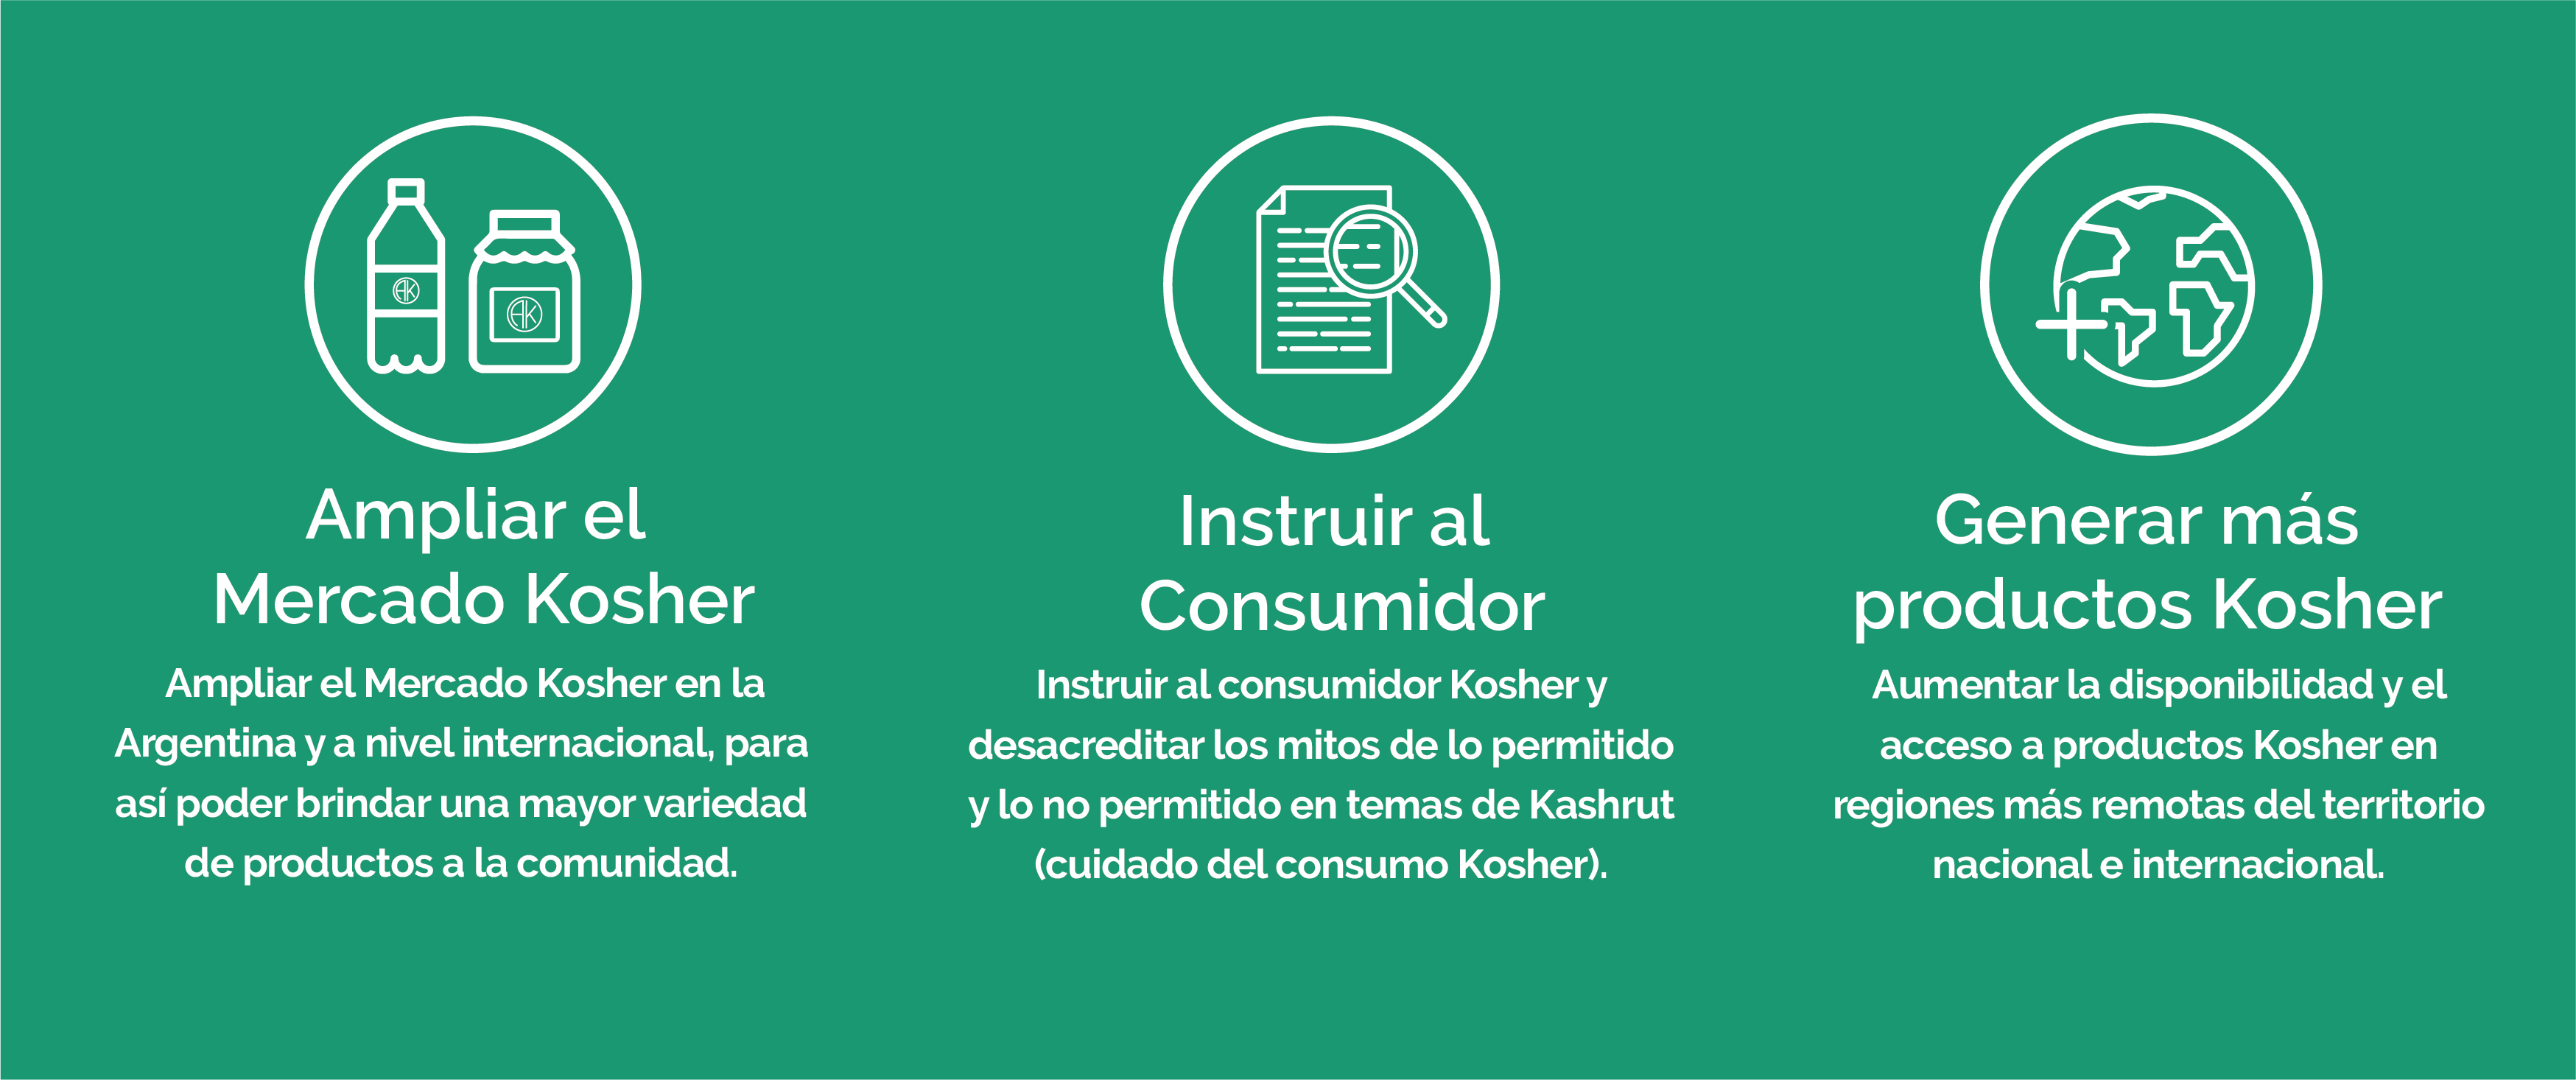 AK
AK
Ampliar el
Mercado Kosher
Ampliar el Mercado Kosher en la
Argentina y a nivel internacional, para
así poder brindar una mayor variedad
de productos a la comunidad.
Instruir al
Consumidor
Instruir al consumidor Kosher y
desacreditar los mitos de lo permitido
y lo no permitido en temas de Kashrut
(cuidado del consumo Kosher).
Generar más
productos Kosher
Aumentar la disponibilidad y el
acceso a productos Kosher en
regiones más remotas del territorio
nacional e internacional.